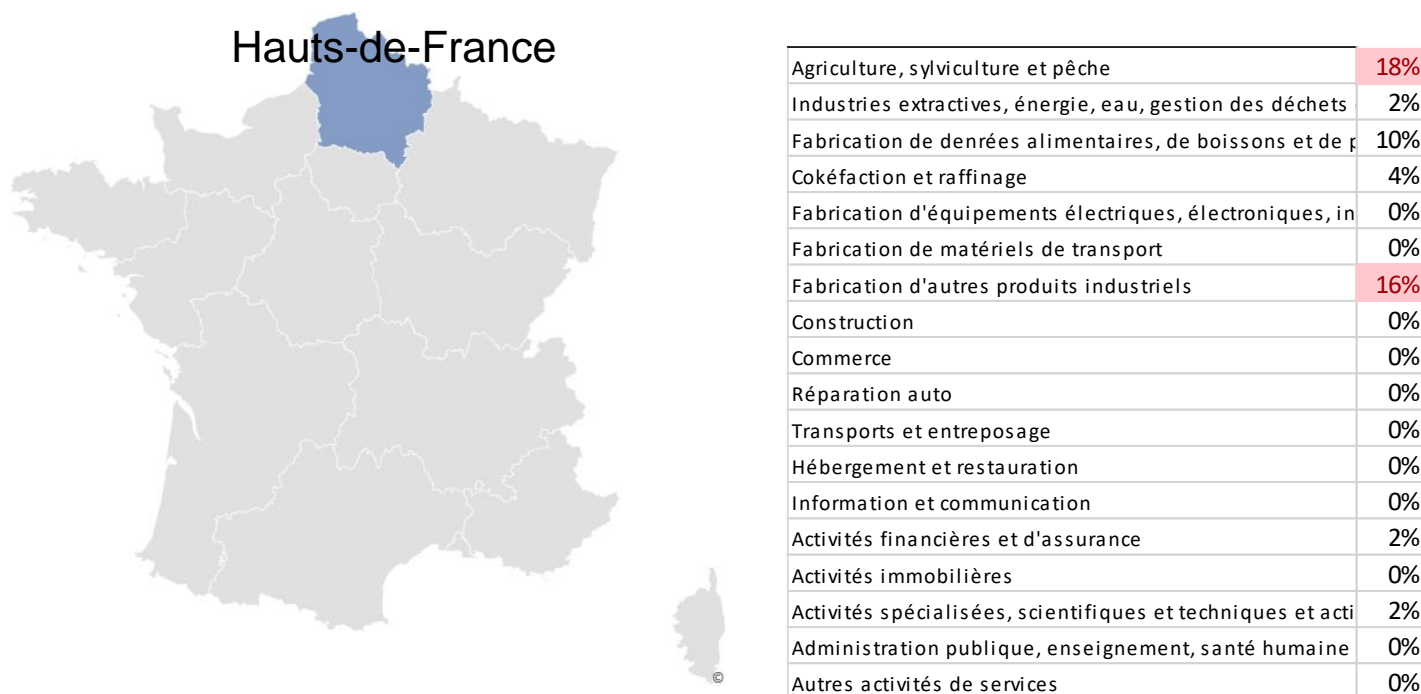 Hauts-de-France
Agriculture, sylviculture et pêche 18%
Industries extractives, énergie, eau, gestion des déchets 2%
Fabrication de denrées alimentaires, de boissons et de p 10%
Cokéfaction et raffinage 4%
Fabrication d'équipements électriques, électroniques, in 0%
Fabrication de matériels de transport 0%
Fabrication d'autres produits industriels 16%
Construction 0%
Commerce 0%
Réparation auto 0%
Transports et entreposage 0%
Hébergement et restauration 0%
Information et communication 0%
Activités financières et d'assurance 2%
Activités immobilières 0%
Activités spécialisées, scientifiques et techniques et acti 2%
Administration publique, enseignement, santé humaine 0%
Autres activités de services 0%
©